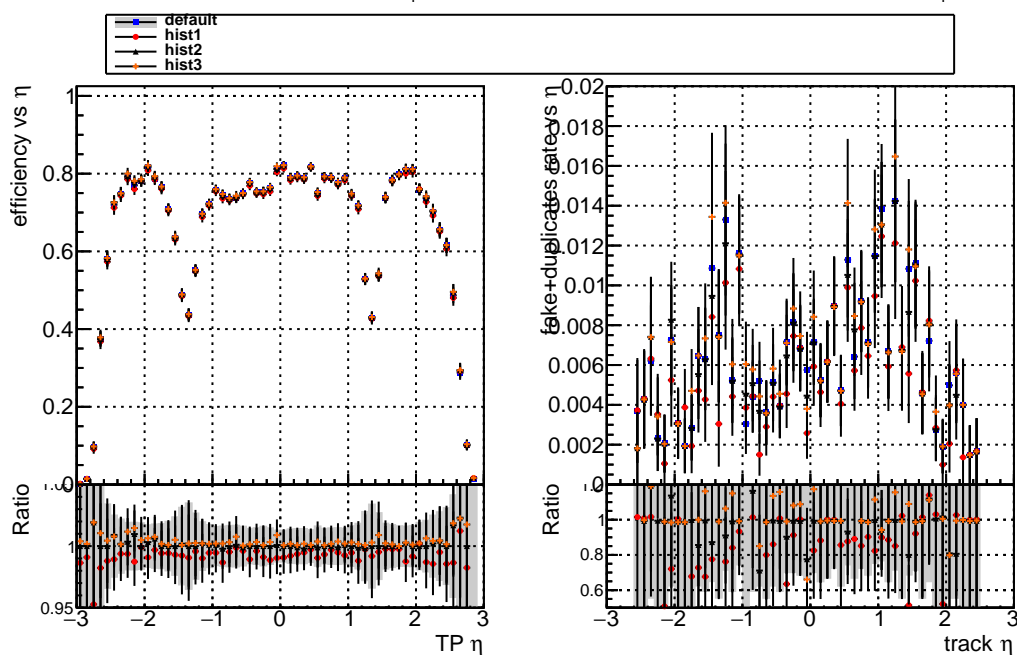 default
hist1
hist2
hist3
efficiency vs η
1
0.8
0.6
0.4
0.2
0
Ratio
1
0.95
−3 −2 −1 0 1 2 3
TP η
fake+duplicates rate vs η
0.02
0.018
0.016
0.014
0.012
0.01
0.008
0.006
0.004
0.002
0
Ratio
1
0.8
0.6
−3 −2 −1 0 1 2 3
track η